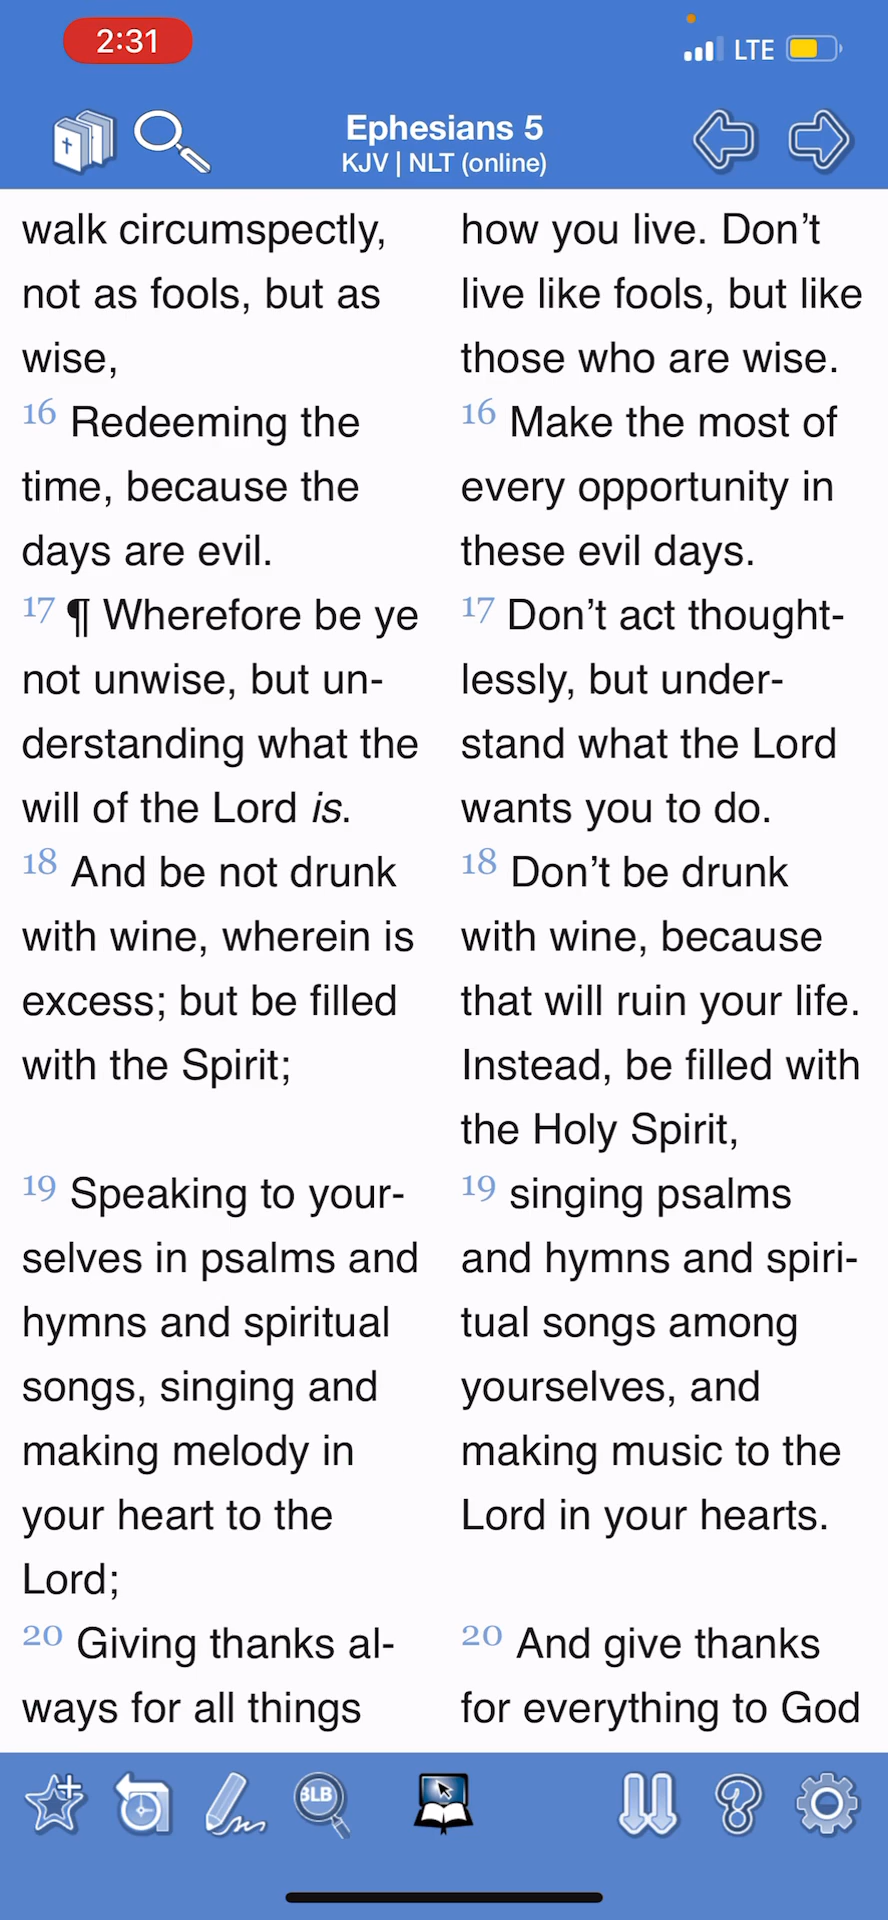 2:31
LTE
Ephesians 5
KJV | NLT (online)
walk circumspectly,
not as fools, but as
wise,
16 Redeeming the
time, because the
days are evil.
17 ¶ Wherefore be ye
not unwise, but un-
derstanding what the
will of the Lord is.
18 And be not drunk
with wine, wherein is
excess; but be filled
with the Spirit;
19 Speaking to your-
selves in psalms and
hymns and spiritual
songs, singing and
making melody in
your heart to the
Lord;
20 Giving thanks al-
ways for all things
how you live. Don’t
live like fools, but like
those who are wise.
16 Make the most of
every opportunity in
these evil days.
17 Don’t act thought-
lessly, but under-
stand what the Lord
wants you to do.
18 Don’t be drunk
with wine, because
that will ruin your life.
Instead, be filled with
the Holy Spirit,
19 singing psalms
and hymns and spiri-
tual songs among
yourselves, and
making music to the
Lord in your hearts.
20 And give thanks
for everything to God
BLB